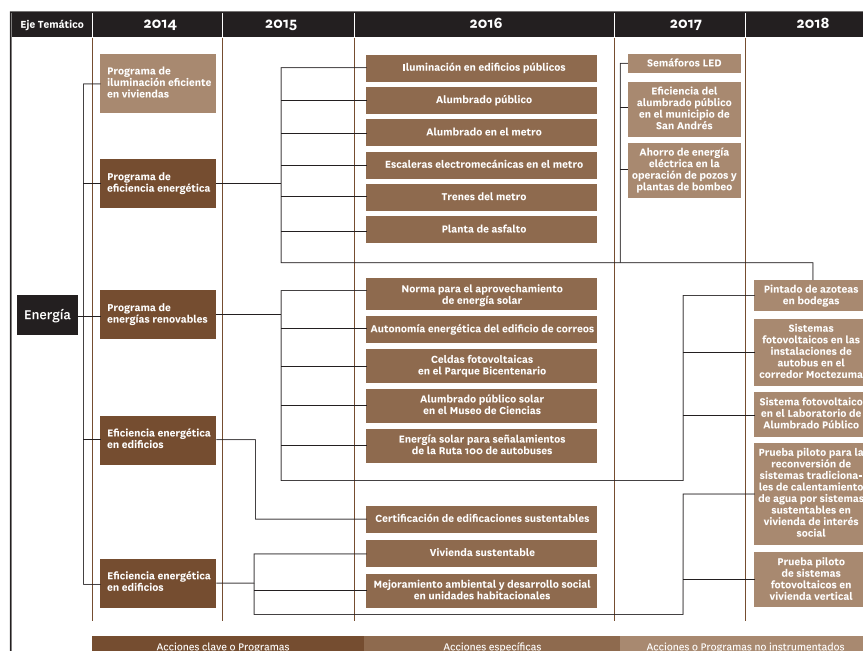 Eje Temático
2014
2015
2016
2017
2018
Energía
Programa de
iluminación eficiente
en viviendas
Programa de
eficiencia energética
Programa de
energías renovables
Eficiencia energética
en edificios
Eficiencia energética
en edificios
Iluminación en edificios públicos
Alumbrado público
Alumbrado en el metro
Escaleras electromecánicas en el metro
Trenes del metro
Planta de asfalto
Norma para el aprovechamiento
de energía solar
Autonomía energética del edificio de correos
Celdas fotovoltaicas
en el Parque Bicentenario
Alumbrado público solar
en el Museo de Ciencias
Energía solar para señalamientos
de la Ruta 100 de autobuses
Certificación de edificaciones sustentables
Vivienda sustentable
Mejoramiento ambiental y desarrollo social
en unidades habitacionales
Semáforos LED
Eficiencia del
alumbrado público
en el municipio de
San Andrés
Ahorro de energía
eléctrica en la
operación de pozos y
plantas de bombeo
Pintado de azoteas
en bodegas
Sistemas
fotovoltaicos en las
instalaciones de
autobus en el
corredor Moctezuma
Sistema fotovoltaico
en el Laboratorio de
Alumbrado Público
Prueba piloto para la
reconversión de
sistemas tradiciona-
les de calentamiento
de agua por sistemas
sustentables en
vivienda de interés
social
Prueba piloto
de sistemas
fotovoltaicos en
vivienda vertical
Acciones clave o Programas
Acciones específicas
Acciones o Programas no instrumentados